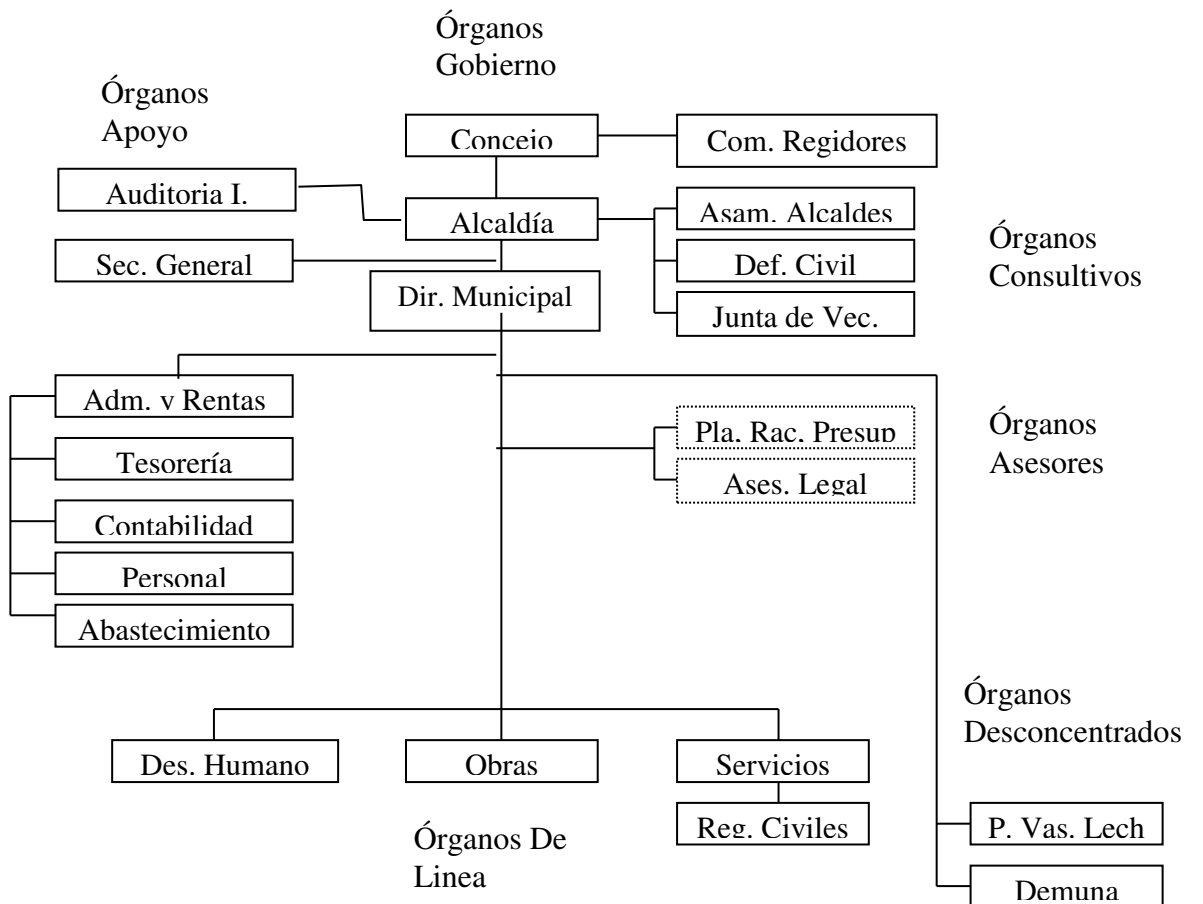 Órganos
Gobierno
Órganos
Apoyo
Concejo
Com. Regidores
Auditoria I.
Alcaldía
Asam. Alcaldes
Órganos
Consultivos
Sec. General
Def. Civil
Dir. Municipal
Junta de Vec.
Adm. y Rentas
Pla. Rac. Presup
Órganos
Asesores
Tesorería
Ases. Legal
Contabilidad
Personal
Abastecimiento
Órganos
Desconcentrados
Des. Humano
Obras
Servicios
Reg. Civiles
P. Vas. Lech
Órganos De
Linea
Demuna